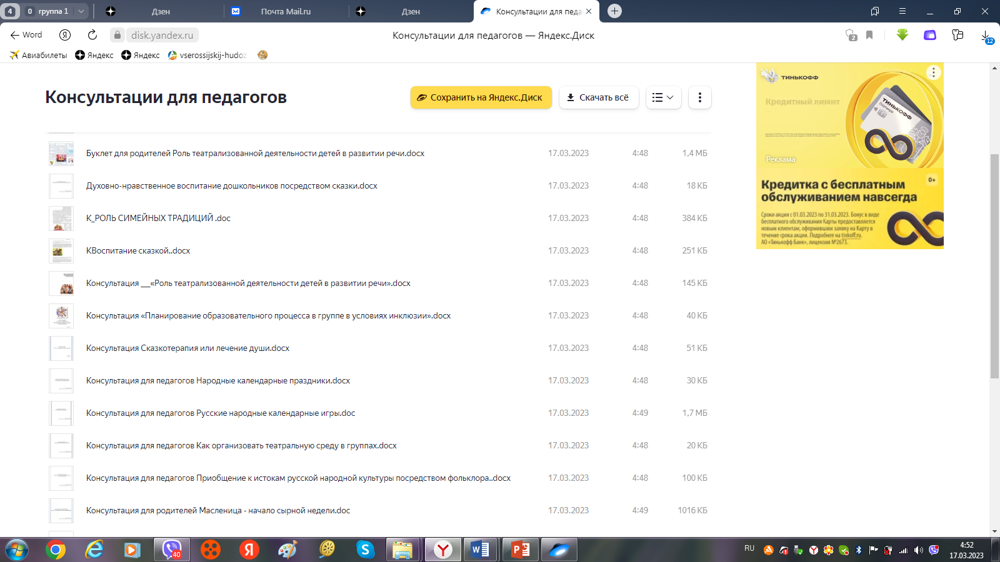 4
0 группа 1
Дзен
Почта Mail.ru
Дзен
Консультации для педа
Word
disk.yandex.ru
Консультации для педагогов — Яндекс.Диск
2
12
Авиабилеты
Яндекс
Яндекс
vserossijskij-hudoz
Консультации для педагогов
Сохранить на Яндекс.Диск
Скачать всё
Буклет для родителей Роль театрализованной деятельности детей в развитии речи.docx 17.03.2023 4:48 1,4 МБ
Духовно-нравственное воспитание дошкольников посредством сказки.docx 17.03.2023 4:48 18 КБ
К_РОЛЬ СИМЕЙНЫХ ТРАДИЦИЙ .doc 17.03.2023 4:48 384 КБ
КВоспитание сказкой..docx 17.03.2023 4:48 251 КБ
Консультация __«Роль театрализованной деятельности детей в развитии речи».docx 17.03.2023 4:48 145 КБ
Консультация «Планирование образовательного процесса в группе в условиях инклюзии».docx 17.03.2023 4:48 40 КБ
Консультация Сказкотерапия или лечение души.docx 17.03.2023 4:48 51 КБ
Консультация для педагогов Народные календарные праздники.docx 17.03.2023 4:48 30 КБ
Консультация для педагогов Русские народные календарные игры.doc 17.03.2023 4:49 1,7 МБ
Консультация для педагогов Как организовать театральную среду в группах.docx 17.03.2023 4:48 20 КБ
Консультация для педагогов Приобщение к истокам русской народной культуры посредством фольклора..docx 17.03.2023 4:48 100 КБ
Консультация для родителей Масленица - начало сырной недели.doc 17.03.2023 4:49 1016 КБ
ТИНЬКОФФ
Кредитный лимит
ТИНЬКОФФ
Платинум
Реклама
0+
Кредитка с бесплатным
обслуживанием навсегда
Сроки акции с 01.03.2023 по 31.03.2023. Бонус в виде
бесплатного обслуживания Карты предоставляется
новым клиентам, оформившим заявку на Карту в
течение срока акции. Подробнее на tinkoff.ru.
АО «Тинькофф Банк», лицензия №2673.
40
RU
4:52
17.03.2023